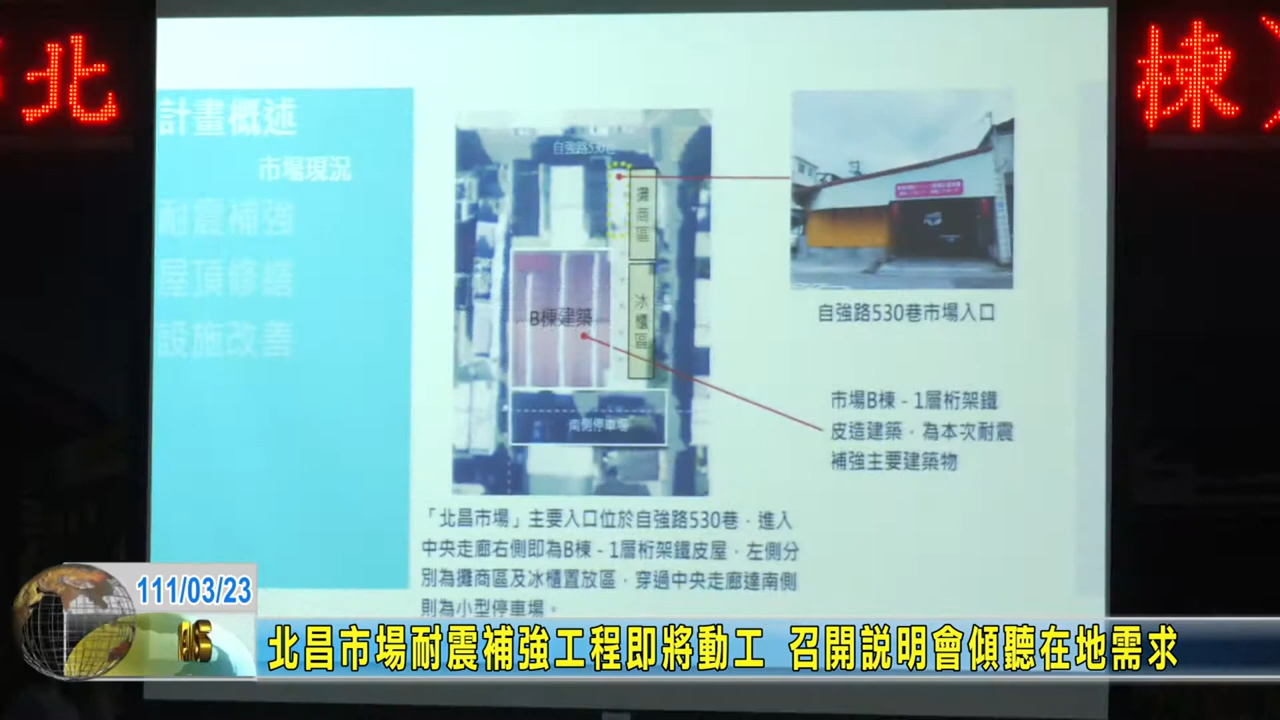 北
棟
計畫概述
市場現況
耐震補強
屋頂修繕
設施改善
自強路530巷
攤商區
冰櫃區
B棟建築
南側停車場
自強路530巷市場入口
市場B棟-1層桁架鐵
皮造建築,為本次耐震
補強主要建築物
「北昌市場」主要入口位於自強路530巷,進入
中央走廊右側即為B棟-1層桁架鐵皮屋,左側分
別為攤商區及冰櫃置放區,穿過中央走廊達南側
則為小型停車場。
111/03/23
北昌市場耐震補強工程即將動工 召開説明會傾聽在地需求